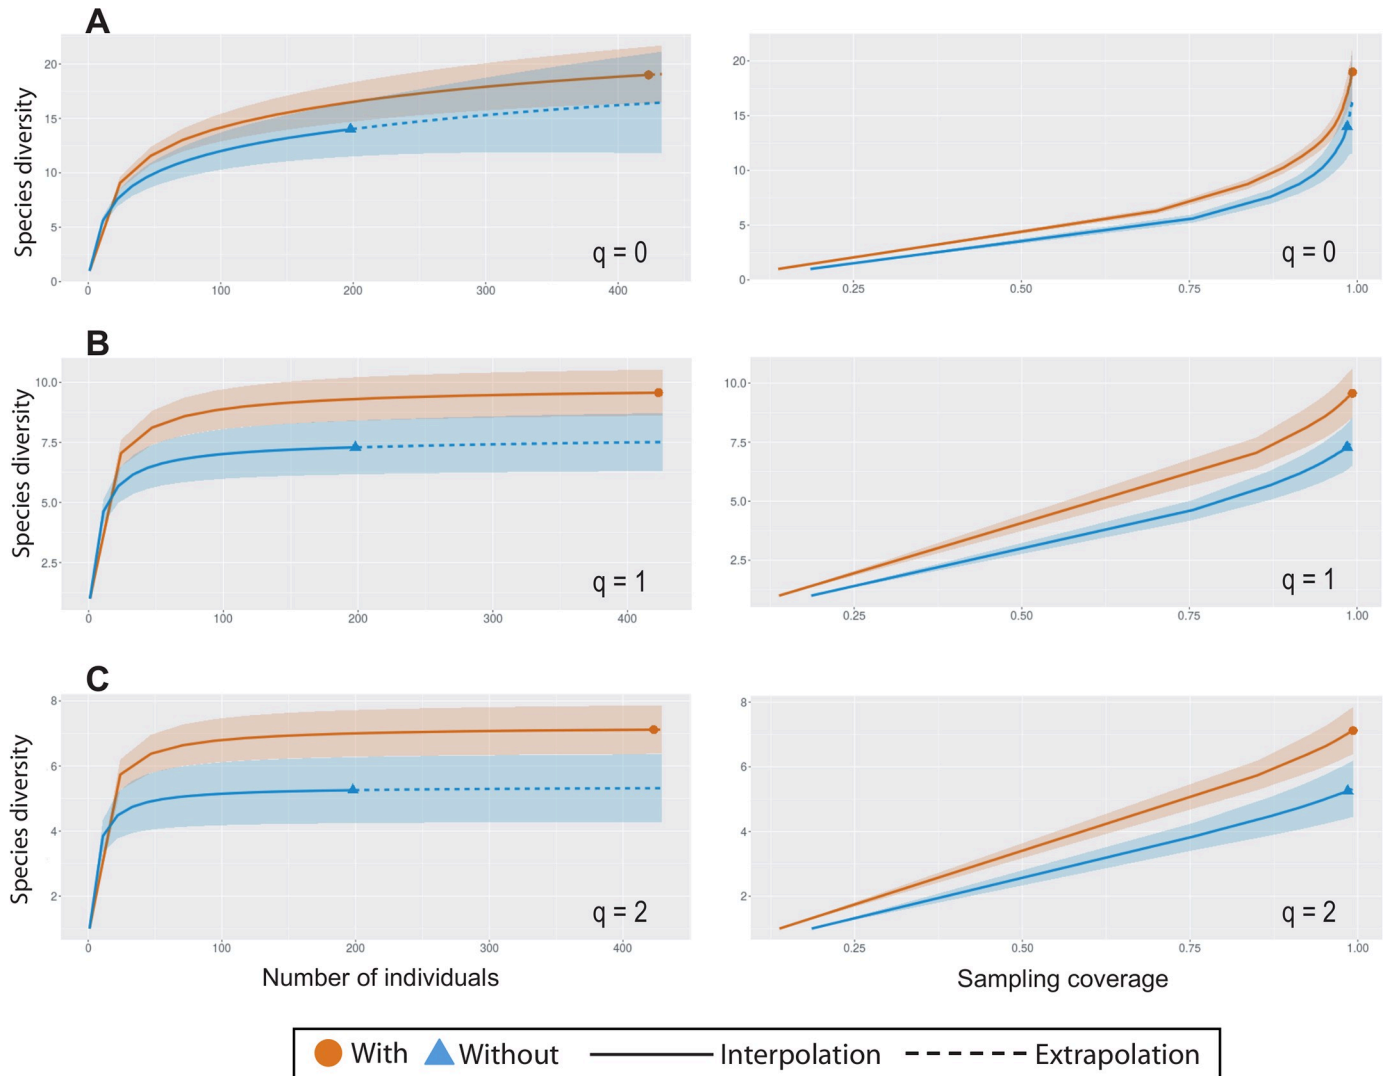 A
Species diversity
20
15
10
5
0
0 100 200 300 400
q = 0
20
15
10
5
0
0.25 0.50 0.75 1.00
q = 0
B
Species diversity
10.0
7.5
5.0
2.5
0 100 200 300 400
q = 1
10.0
7.5
5.0
2.5
0.25 0.50 0.75 1.00
q = 1
C
Species diversity
8
6
4
2
0 100 200 300 400
q = 2
8
6
4
2
0.25 0.50 0.75 1.00
q = 2
Number of individuals
Sampling coverage
With Without Interpolation Extrapolation